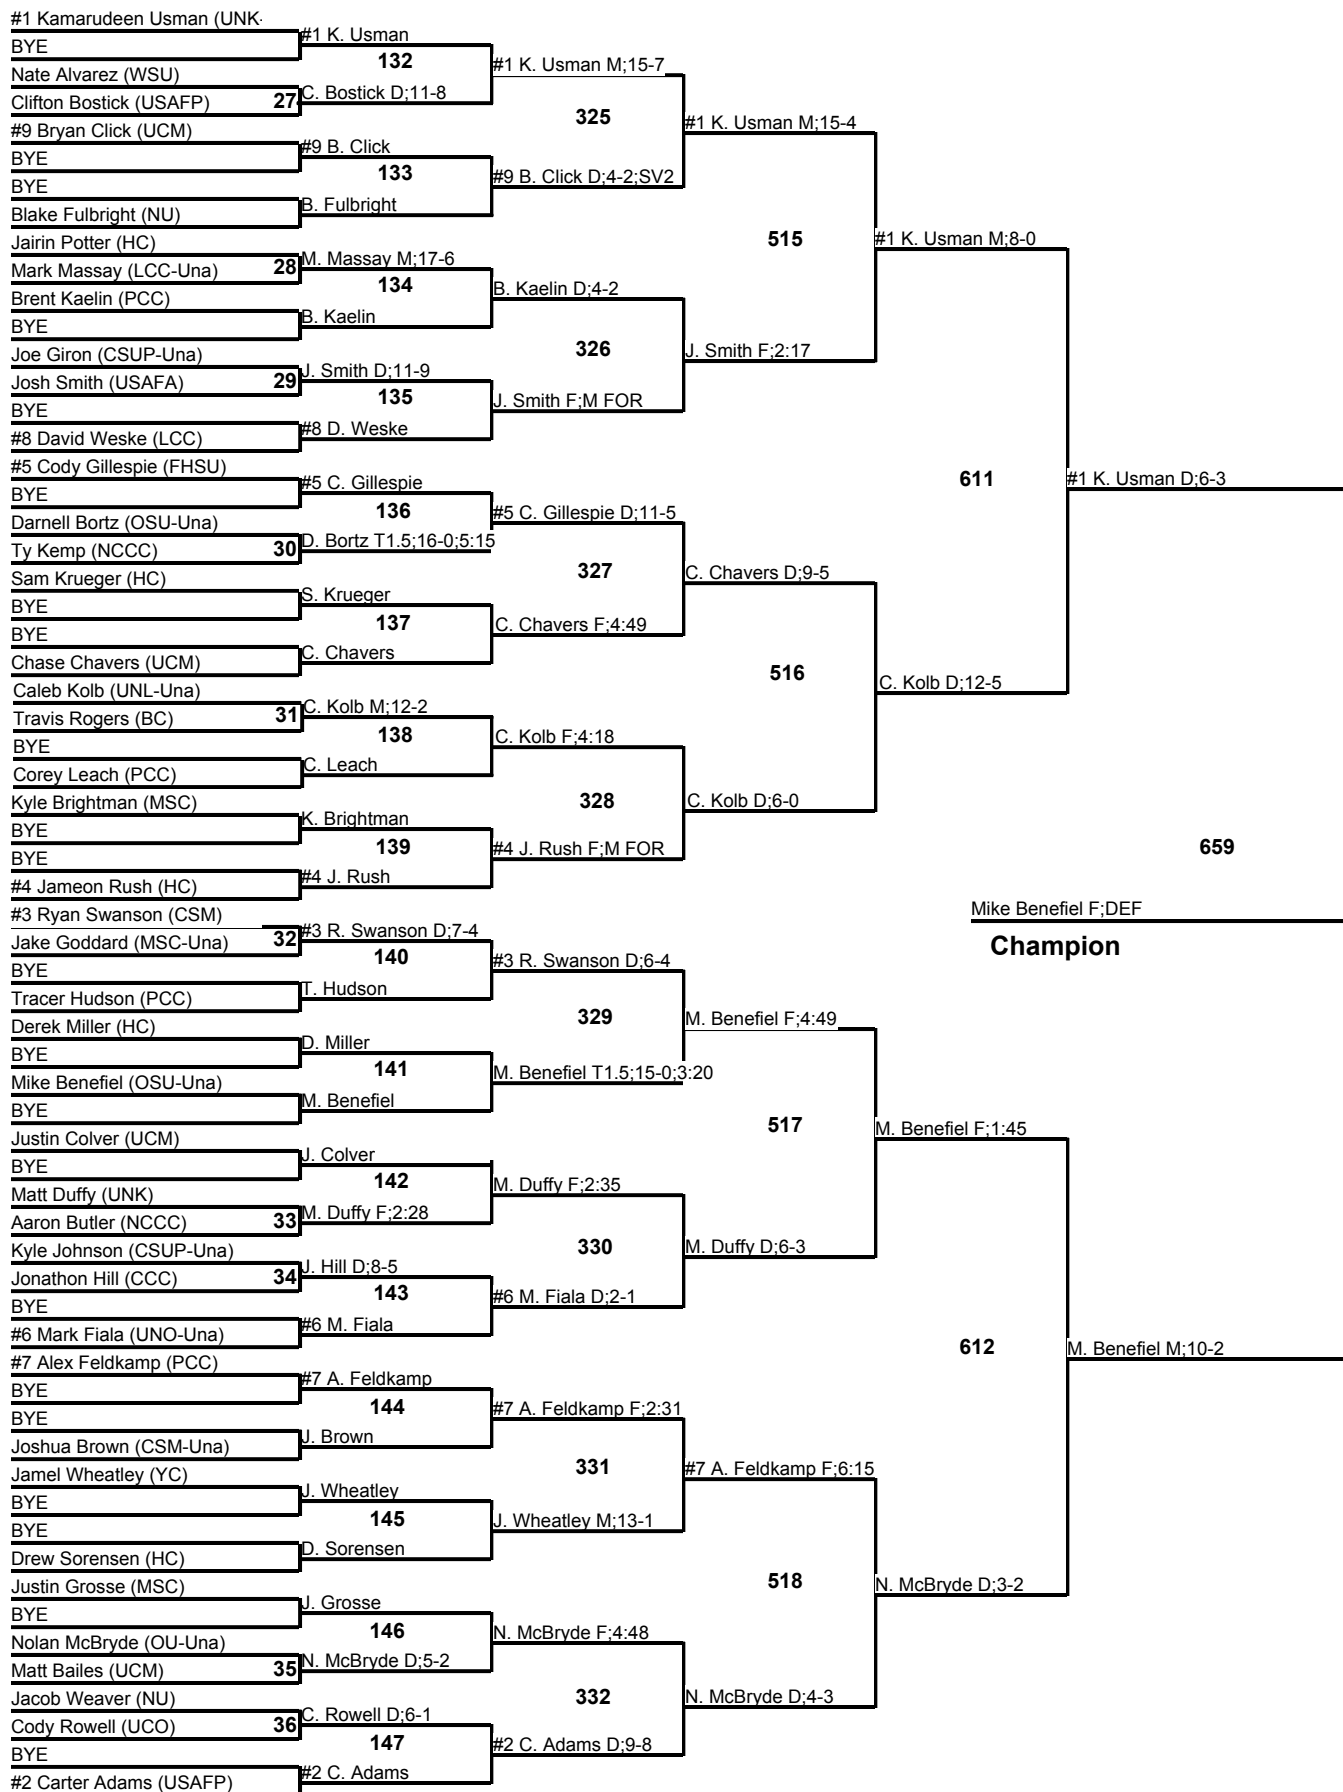 #1 Kamarudeen Usman (UNK-
BYE
Nate Alvarez (WSU)
Clifton Bostick (USAFP)
#9 Bryan Click (UCM)
BYE
BYE
Blake Fulbright (NU)
Jairin Potter (HC)
Mark Massay (LCC-Una)
Brent Kaelin (PCC)
BYE
Joe Giron (CSUP-Una)
Josh Smith (USAFA)
BYE
#8 David Weske (LCC)
#5 Cody Gillespie (FHSU)
BYE
Darnell Bortz (OSU-Una)
Ty Kemp (NCCC)
Sam Krueger (HC)
BYE
BYE
Chase Chavers (UCM)
Caleb Kolb (UNL-Una)
Travis Rogers (BC)
BYE
Corey Leach (PCC)
Kyle Brightman (MSC)
BYE
BYE
#4 Jameon Rush (HC)
#3 Ryan Swanson (CSM)
Jake Goddard (MSC-Una)
BYE
Tracer Hudson (PCC)
Derek Miller (HC)
BYE
Mike Benefiel (OSU-Una)
BYE
Justin Colver (UCM)
BYE
Matt Duffy (UNK)
Aaron Butler (NCCC)
Kyle Johnson (CSUP-Una)
Jonathon Hill (CCC)
BYE
#6 Mark Fiala (UNO-Una)
#7 Alex Feldkamp (PCC)
BYE
BYE
Joshua Brown (CSM-Una)
Jamel Wheatley (YC)
BYE
BYE
Drew Sorensen (HC)
Justin Grosse (MSC)
BYE
Nolan McBryde (OU-Una)
Matt Bailes (UCM)
Jacob Weaver (NU)
Cody Rowell (UCO)
BYE
#2 Carter Adams (USAFP)
27
28
29
30
31
32
33
34
35
36
#1 K. Usman
132
C. Bostick D;11-8
#9 B. Click
133
B. Fulbright
M. Massay M;17-6
134
B. Kaelin
J. Smith D;11-9
135
#8 D. Weske
#5 C. Gillespie
136
D. Bortz T1.5;16-0;5:15
S. Krueger
137
C. Chavers
C. Kolb M;12-2
138
C. Leach
K. Brightman
139
#4 J. Rush
#3 R. Swanson D;7-4
140
T. Hudson
D. Miller
141
M. Benefiel
J. Colver
142
M. Duffy F;2:28
J. Hill D;8-5
143
#6 M. Fiala
#7 A. Feldkamp
144
J. Brown
J. Wheatley
145
D. Sorensen
J. Grosse
146
N. McBryde D;5-2
C. Rowell D;6-1
147
#2 C. Adams
#1 K. Usman M;15-7
325
#9 B. Click D;4-2;SV2
B. Kaelin D;4-2
326
J. Smith F;M FOR
#5 C. Gillespie D;11-5
327
C. Chavers F;4:49
C. Kolb F;4:18
328
#4 J. Rush F;M FOR
#3 R. Swanson D;6-4
329
M. Benefiel T1.5;15-0;3:20
M. Duffy F;2:35
330
#6 M. Fiala D;2-1
#7 A. Feldkamp F;2:31
331
J. Wheatley M;13-1
N. McBryde F;4:48
332
#2 C. Adams D;9-8
#1 K. Usman M;15-4
515
J. Smith F;2:17
C. Chavers D;9-5
516
C. Kolb D;6-0
M. Benefiel F;4:49
517
M. Duffy D;6-3
#7 A. Feldkamp F;6:15
518
N. McBryde D;4-3
#1 K. Usman M;8-0
611
C. Kolb D;12-5
M. Benefiel F;1:45
612
N. McBryde D;3-2
#1 K. Usman D;6-3
659
M. Benefiel M;10-2
Mike Benefiel F;DEF
Champion